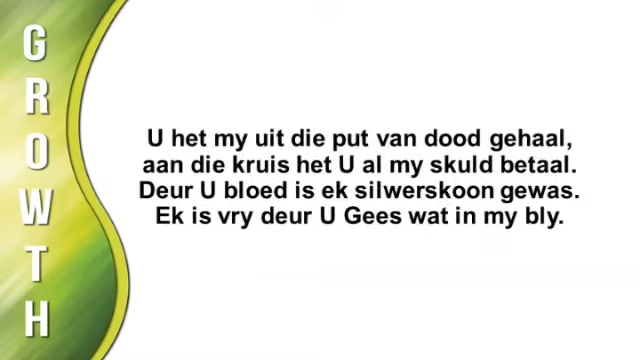 GROWTH
U het my uit die put van dood gehaal,
aan die kruis het U al my skuld betaal.
Deur U bloed is ek silwerskoon gewas.
Ek is vry deur U Gees wat in my bly.